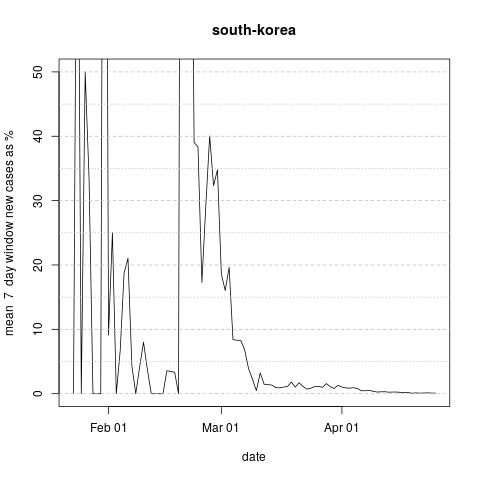 south-korea
mean 7 day window new cases as %
50
40
30
20
10
0
Feb 01
Mar 01
Apr 01
date